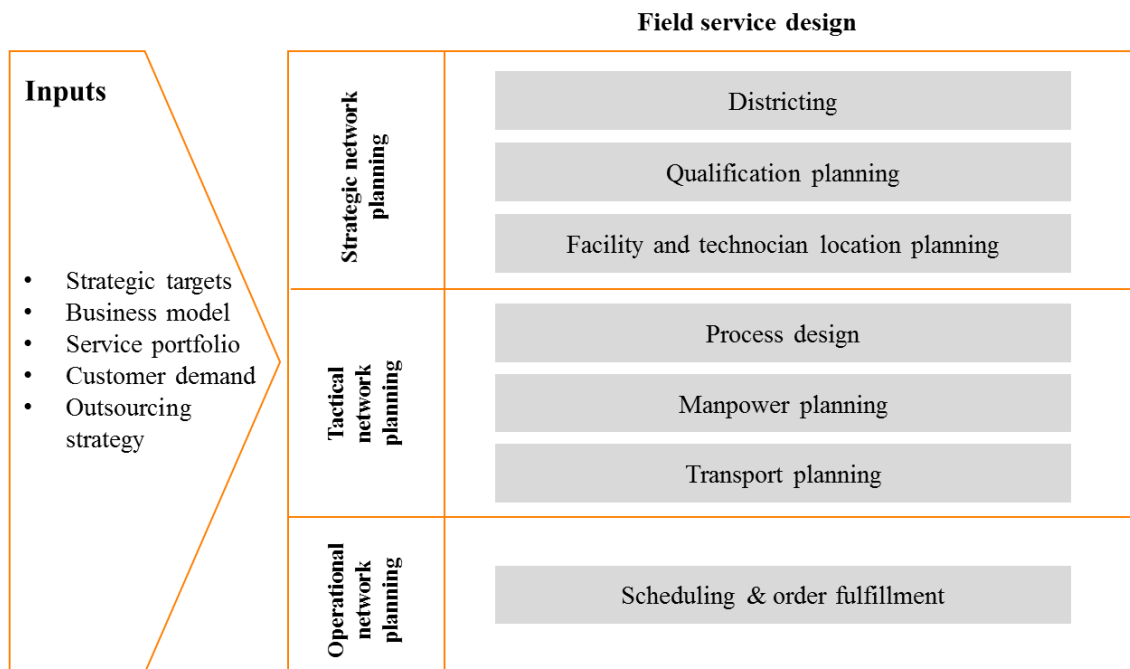 Field service design
Inputs
• Strategic targets
• Business model
• Service portfolio
• Customer demand
• Outsourcing
strategy
Strategic network
planning
Districting
Qualification planning
Facility and technocian location planning
Tactical
network
planning
Process design
Manpower planning
Transport planning
Operational
network
planning
Scheduling & order fulfillment